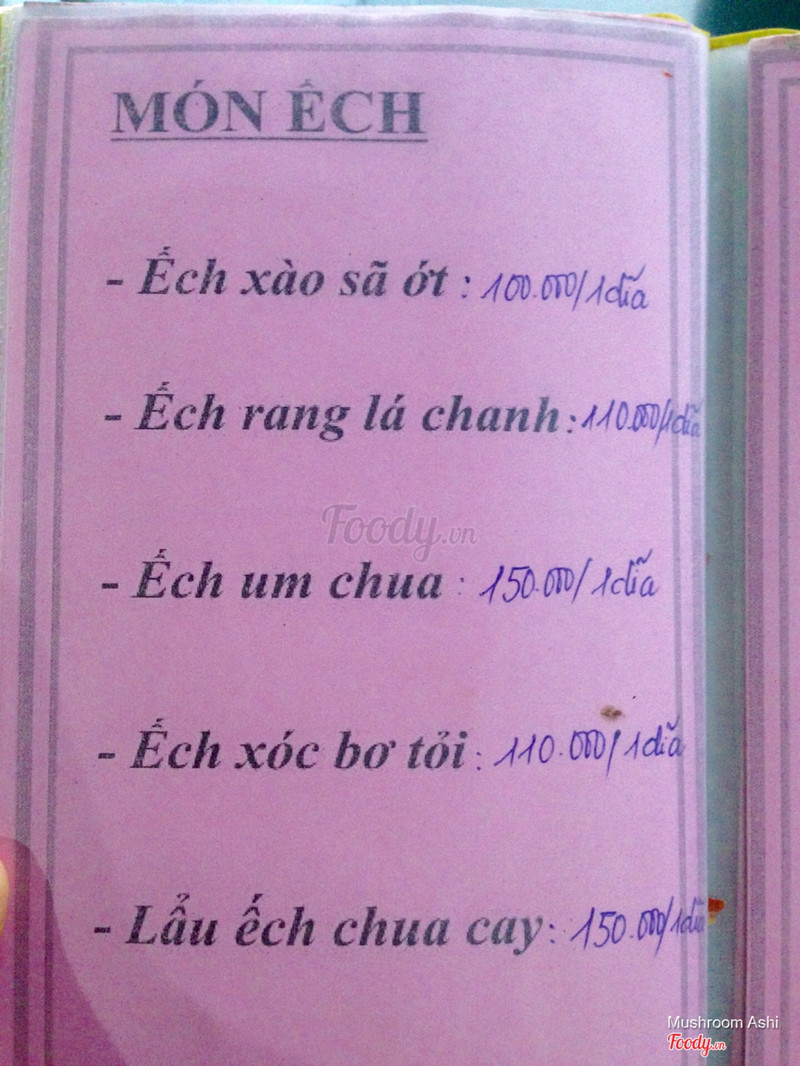 MÓN ẾCH
- Ếch xào sã ớt : 100.000/1dĩa
- Ếch rang lá chanh: 110.000/1dĩa
Foody.vn
- Ếch um chua : 150.000/1dĩa
- Ếch xóc bơ tỏi : 110.000/1dĩa
- Lẩu ếch chua cay: 150.000/1dĩa
Mushroom Ashi
Foody.vn